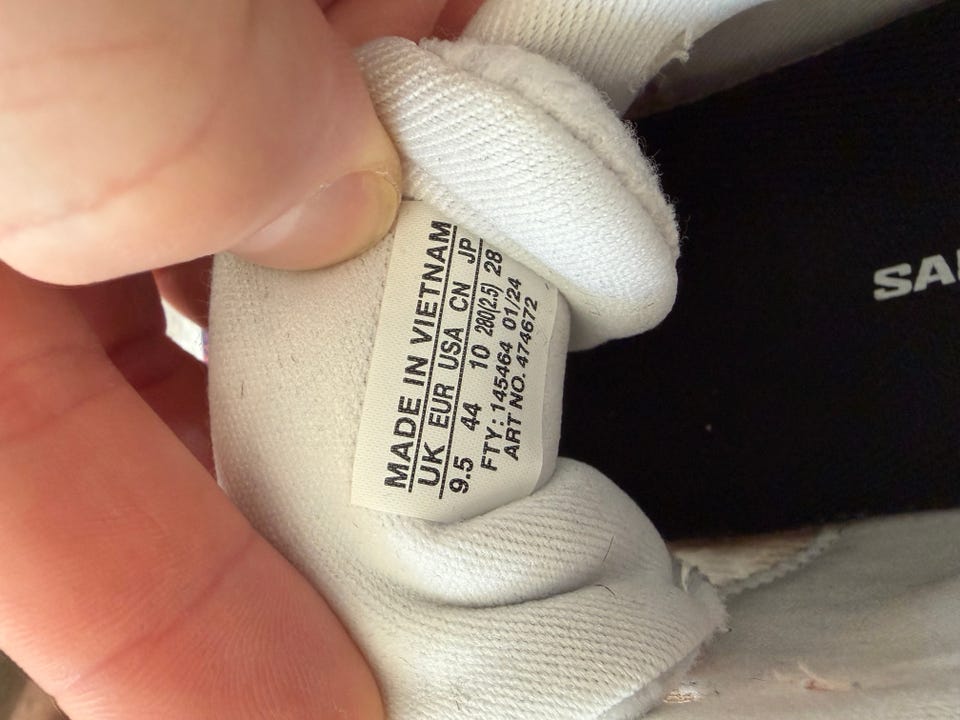 MADE IN VIETNAM
UK EUR USA CN JP
9.5 44 10 280(2.5) 28
FTY: 145464 01/24
ART NO. 474672